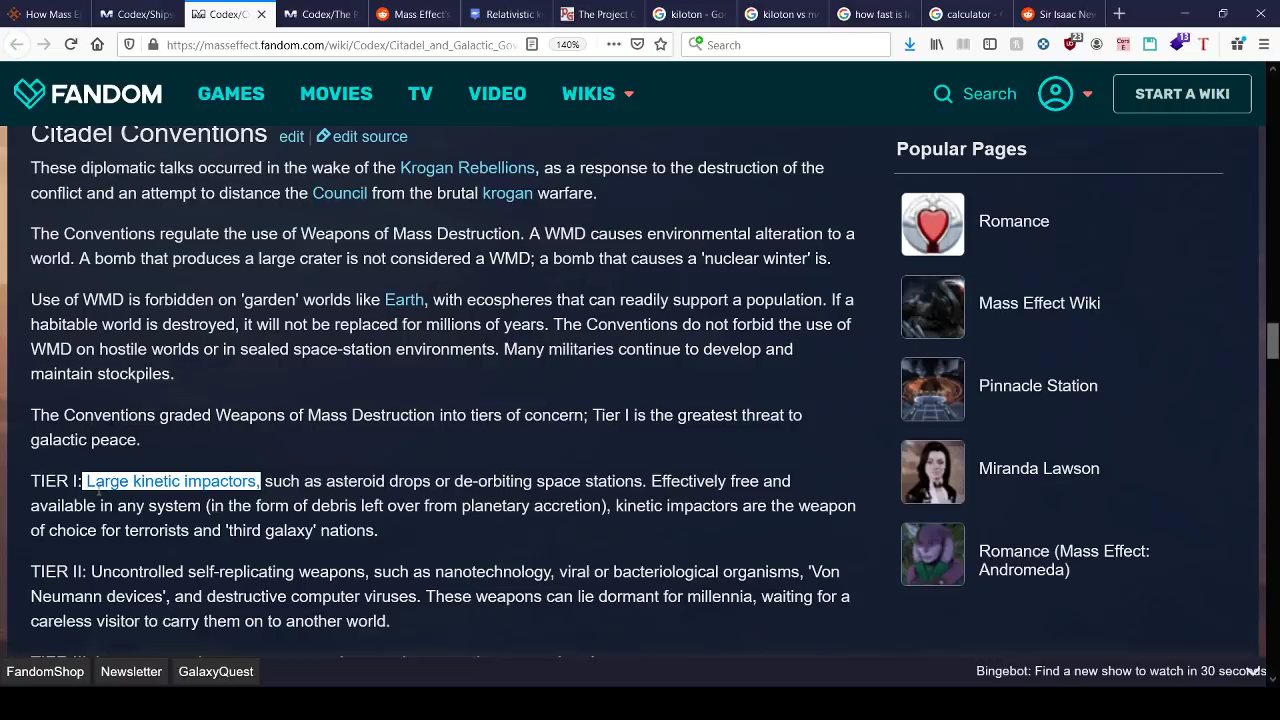 How Mass E
Codex/Ships
Codex/C
Codex/The R
Mass Effect's
Relativistic k
The Project C
kiloton - Go
kiloton vs m
how fast is l
calculator -
Sir Isaac Ne
https://masseffect.fandom.com/wiki/Codex/Citadel_and_Galactic_Go
140%
Search
23
13
FANDOM
GAMES
MOVIES
TV
VIDEO
WIKIS
Search
START A WIKI
Citadel Conventions edit | edit source
These diplomatic talks occurred in the wake of the Krogan Rebellions, as a response to the destruction of the
conflict and an attempt to distance the Council from the brutal krogan warfare.
The Conventions regulate the use of Weapons of Mass Destruction. A WMD causes environmental alteration to a
world. A bomb that produces a large crater is not considered a WMD; a bomb that causes a 'nuclear winter' is.
Use of WMD is forbidden on 'garden' worlds like Earth, with ecospheres that can readily support a population. If a
habitable world is destroyed, it will not be replaced for millions of years. The Conventions do not forbid the use of
WMD on hostile worlds or in sealed space-station environments. Many militaries continue to develop and
maintain stockpiles.
The Conventions graded Weapons of Mass Destruction into tiers of concern; Tier I is the greatest threat to
galactic peace.
TIER I: Large kinetic impactors, such as asteroid drops or de-orbiting space stations. Effectively free and
available in any system (in the form of debris left over from planetary accretion), kinetic impactors are the weapon
of choice for terrorists and 'third galaxy' nations.
TIER II: Uncontrolled self-replicating weapons, such as nanotechnology, viral or bacteriological organisms, 'Von
Neumann devices', and destructive computer viruses. These weapons can lie dormant for millennia, waiting for a
careless visitor to carry them on to another world.
Popular Pages
Romance
Mass Effect Wiki
Pinnacle Station
Miranda Lawson
Romance (Mass Effect:
Andromeda)
FandomShop
Newsletter
GalaxyQuest
Bingebot: Find a new show to watch in 30 seconds